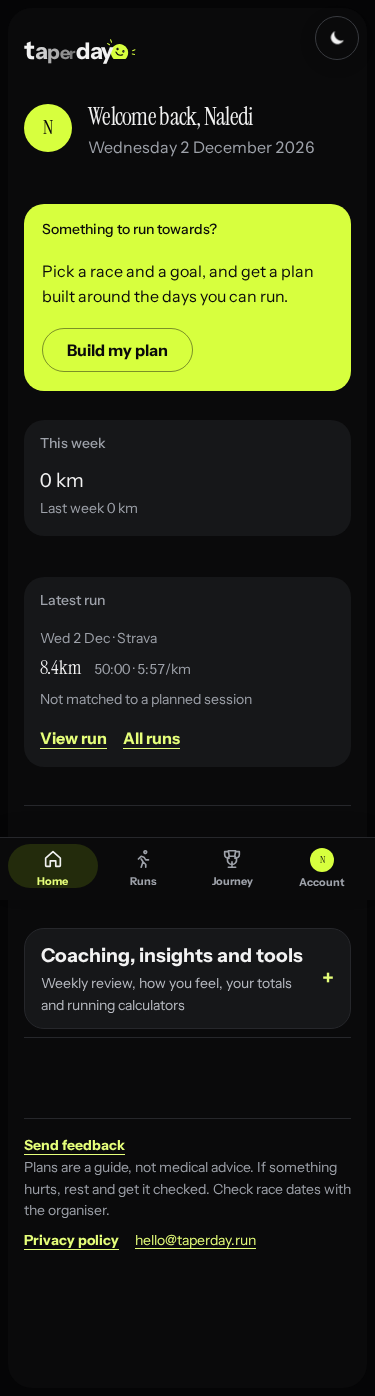 taperday
N
Welcome back, Naledi
Wednesday 2 December 2026
Something to run towards?
Pick a race and a goal, and get a plan
built around the days you can run.
Build my plan
This week
0 km
Last week 0 km
Latest run
Wed 2 Dec · Strava
8.4km 50:00 · 5:57/km
Not matched to a planned session
View run All runs
N
Home Runs Journey Account
Coaching, insights and tools
Weekly review, how you feel, your totals
and running calculators
+
Send feedback
Plans are a guide, not medical advice. If something
hurts, rest and get it checked. Check race dates with
the organiser.
Privacy policy hello@taperday.run